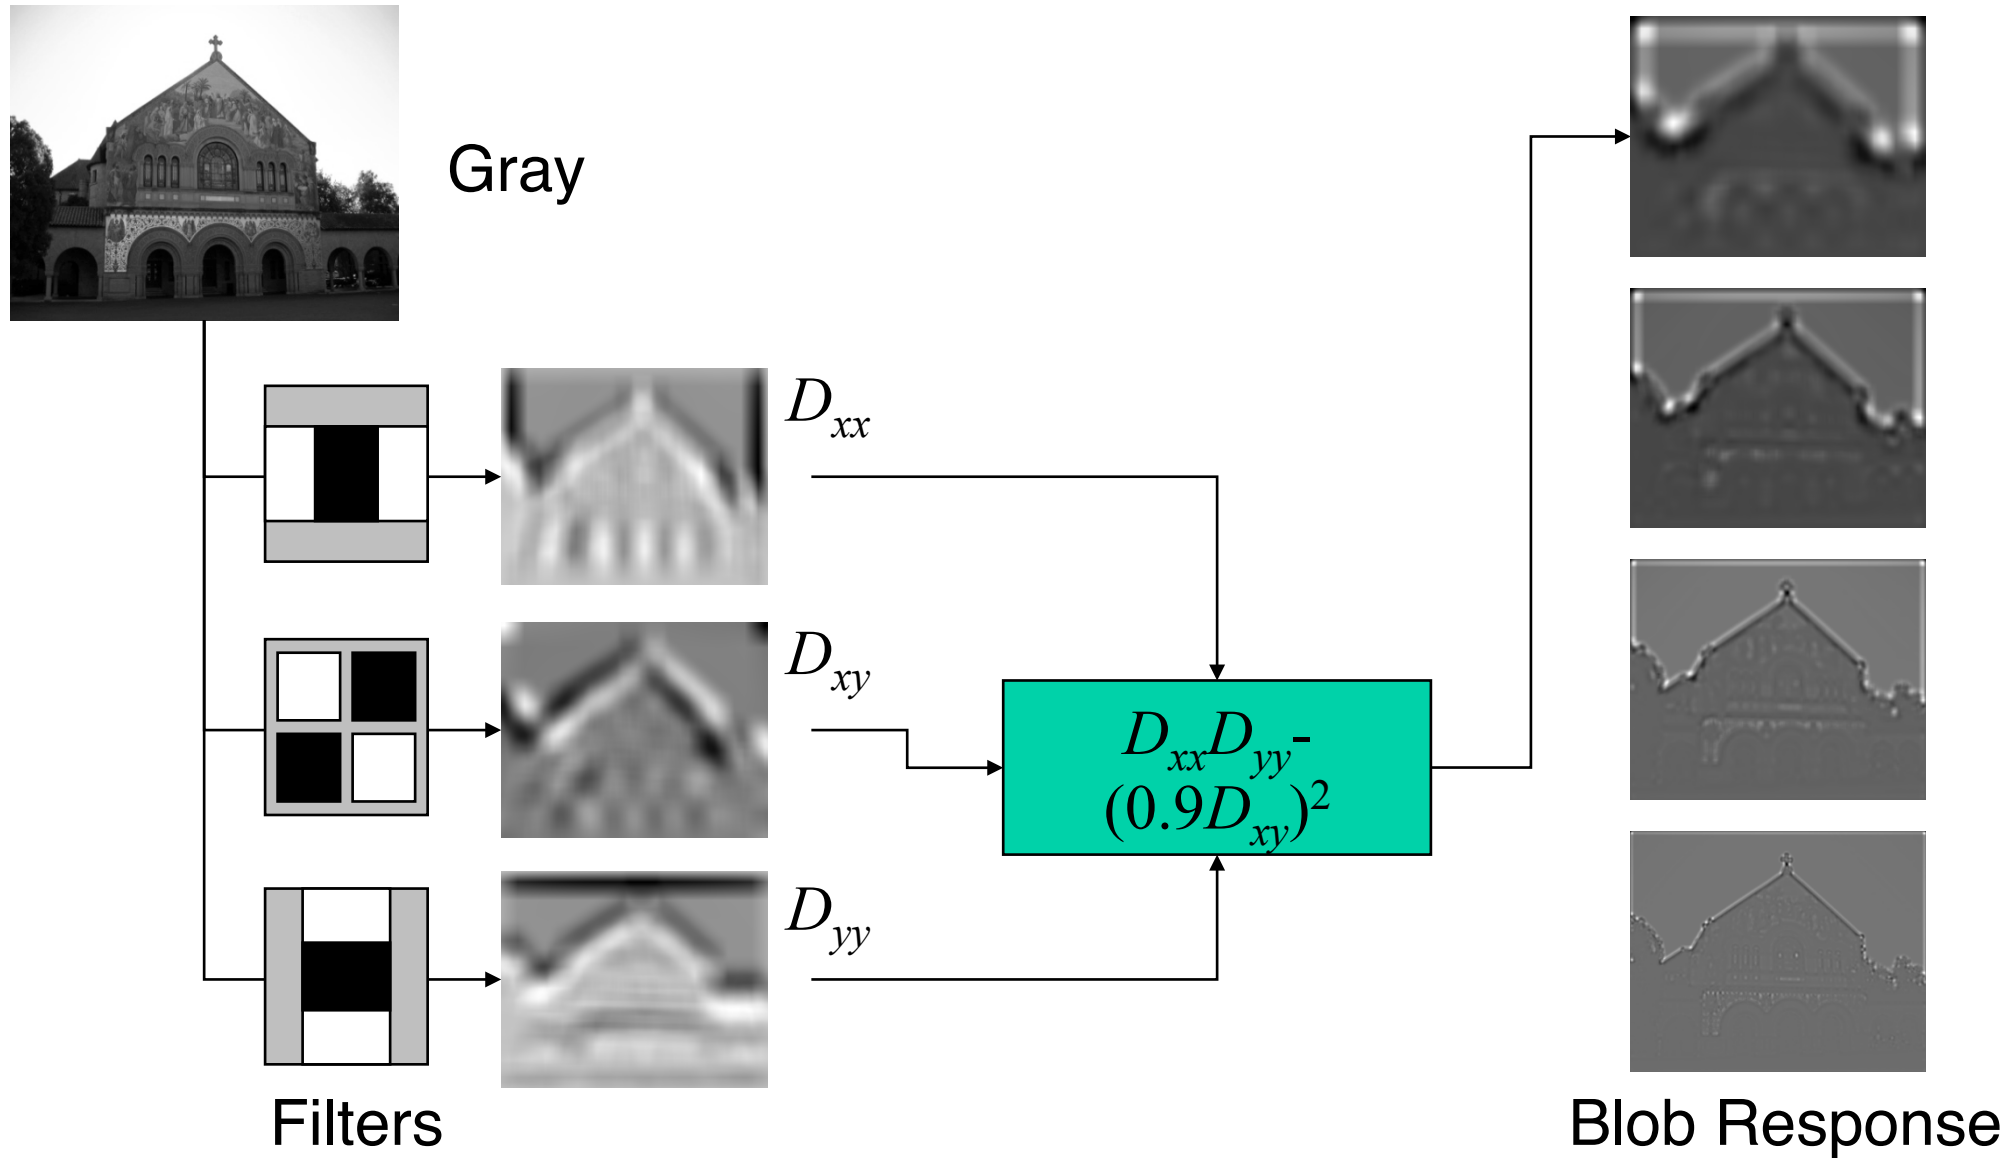 Gray
Dxx
Dxy
DxxDyy-
(0.9Dxy)²
Dyy
Filters
Blob Response